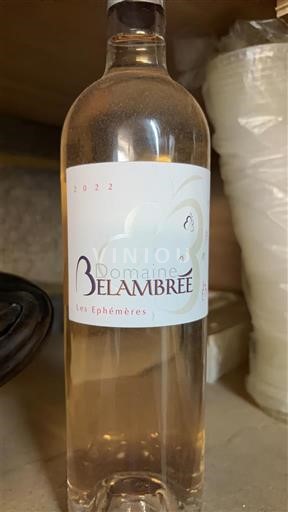 2022
VINIOU
Domaine
BELAMBRÉE
Les Ephémères